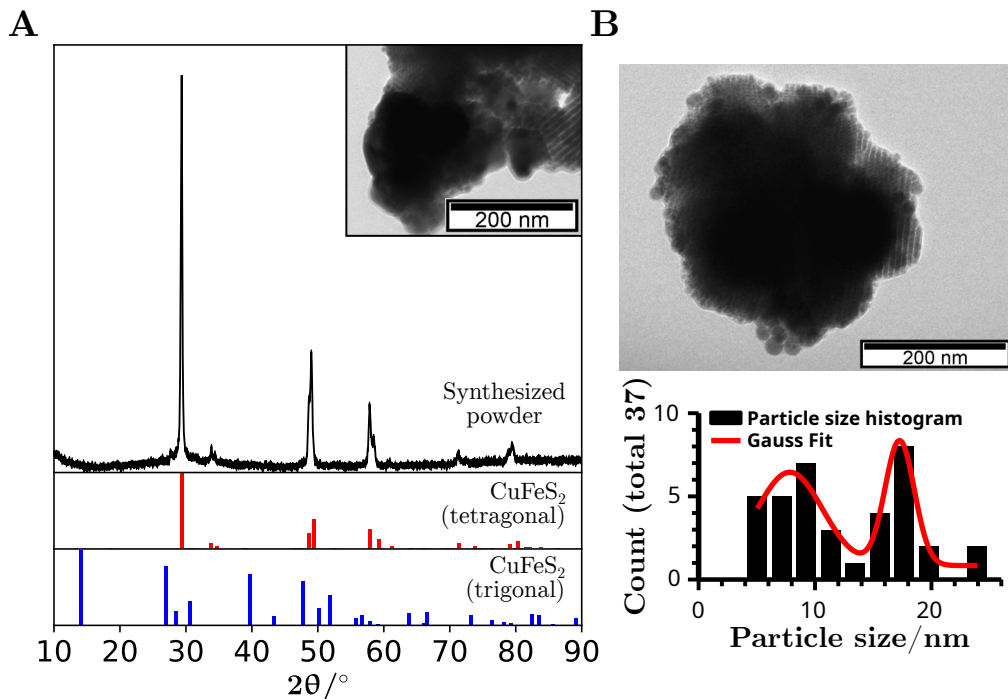 A
200 nm
Synthesized
powder
CuFeS₂
(tetragonal)
CuFeS₂
(trigonal)
10 20 30 40 50 60 70 80 90
2θ/°
B
200 nm
Count (total 37)
10
5
0
Particle size histogram
Gauss Fit
0 10 20
Particle size/nm